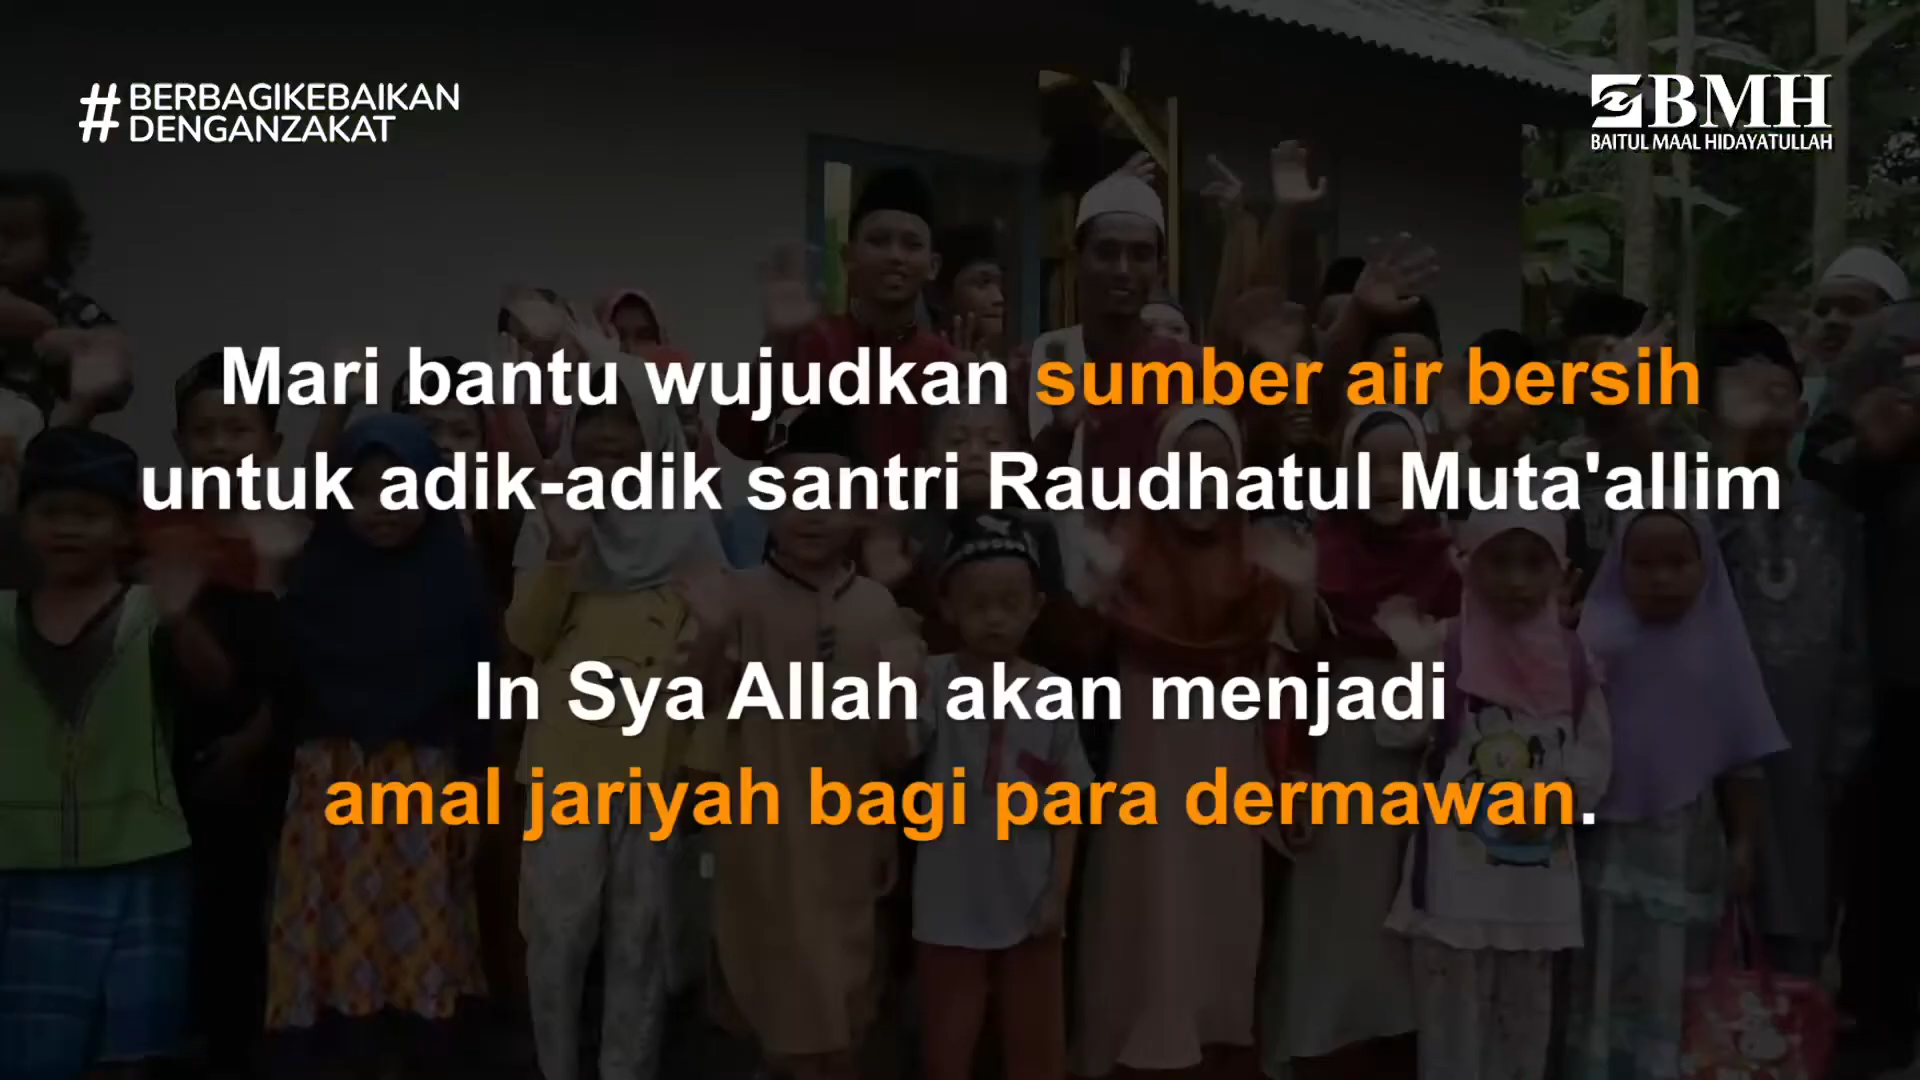 #BERBAGIKEBAIKAN
DENGANZAKAT
BMH
BAITUL MAAL HIDAYATULLAH
Mari bantu wujudkan sumber air bersih
untuk adik-adik santri Raudhatul Muta'allim
In Sya Allah akan menjadi
amal jariyah bagi para dermawan.